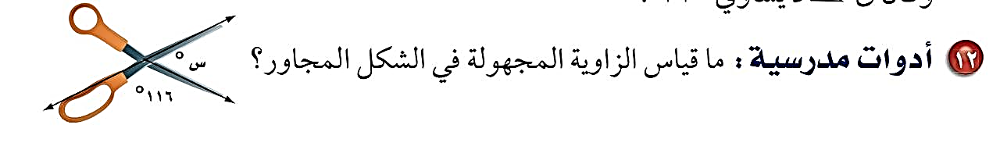 ١٢ أدوات مدرسية : ما قياس الزاوية المجهولة في الشكل المجاور؟
س °
١١٦°